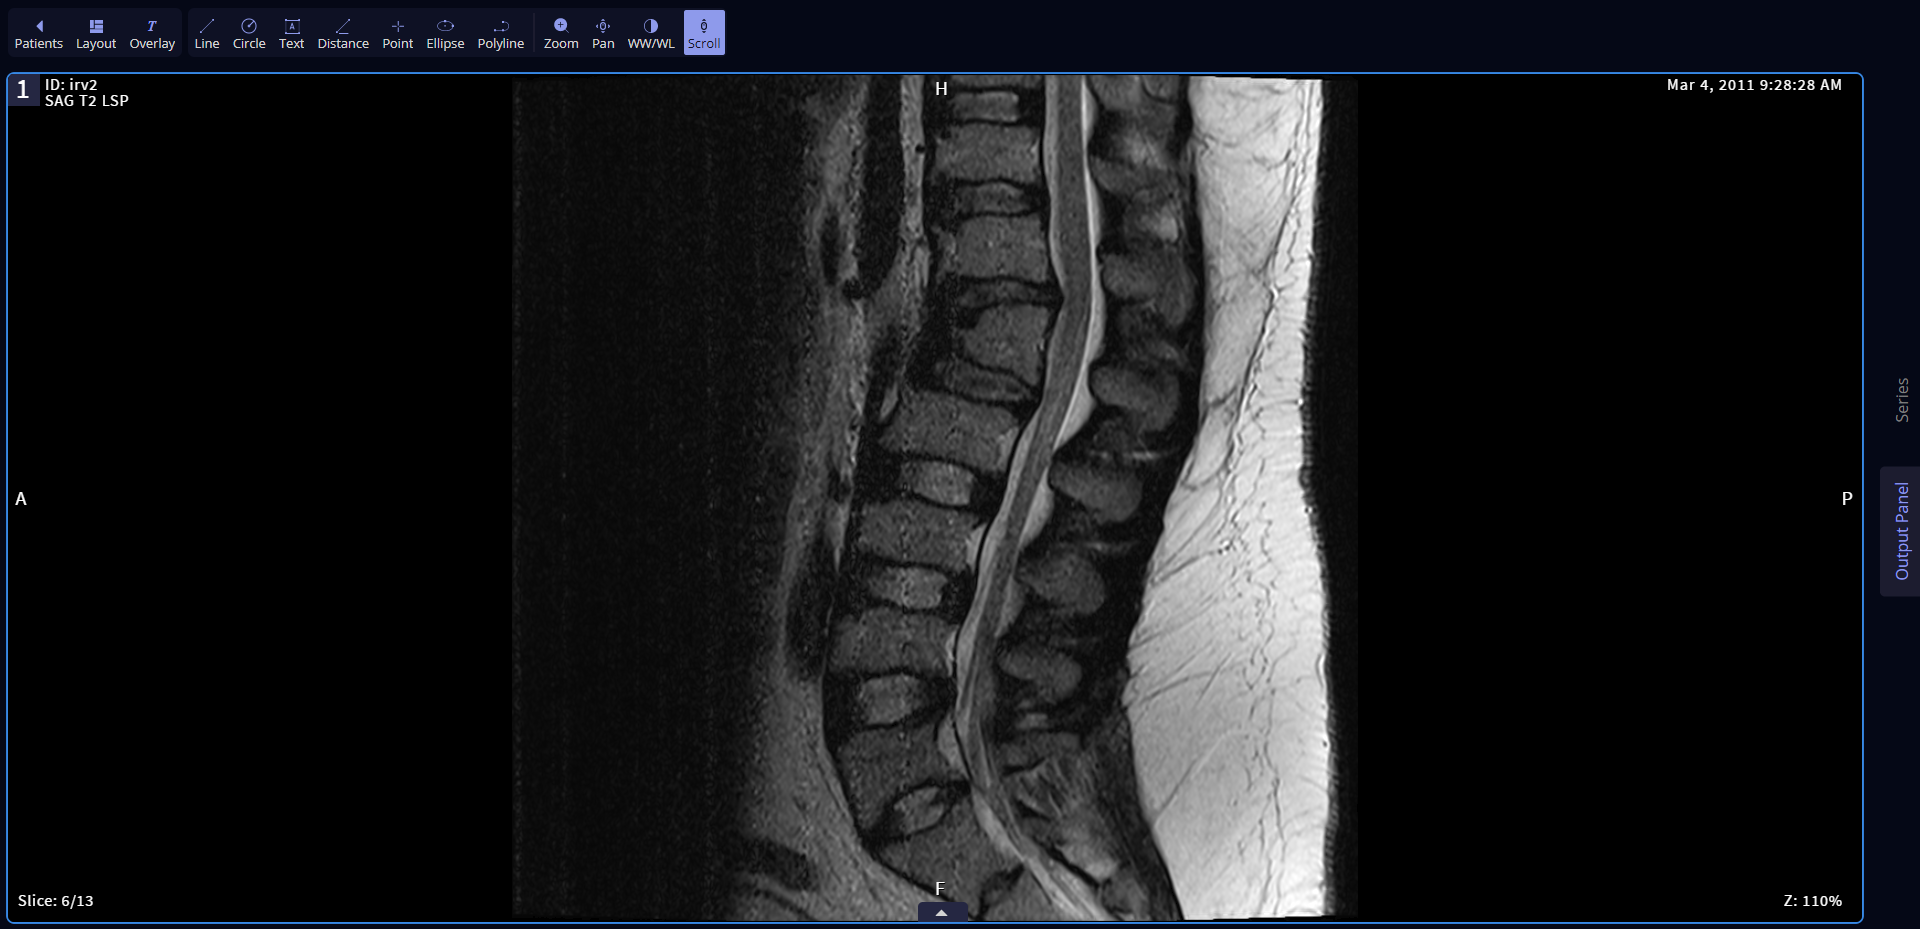 Patients
Layout
Overlay
Line
Circle
A
Text
Distance
Point
Ellipse
Polyline
Zoom
Pan
WW/WL
Scroll
1
ID: irv2
SAG T2 LSP
H
Mar 4, 2011 9:28:28 AM
A
P
Series
Output Panel
F
Slice: 6/13
Z: 110%